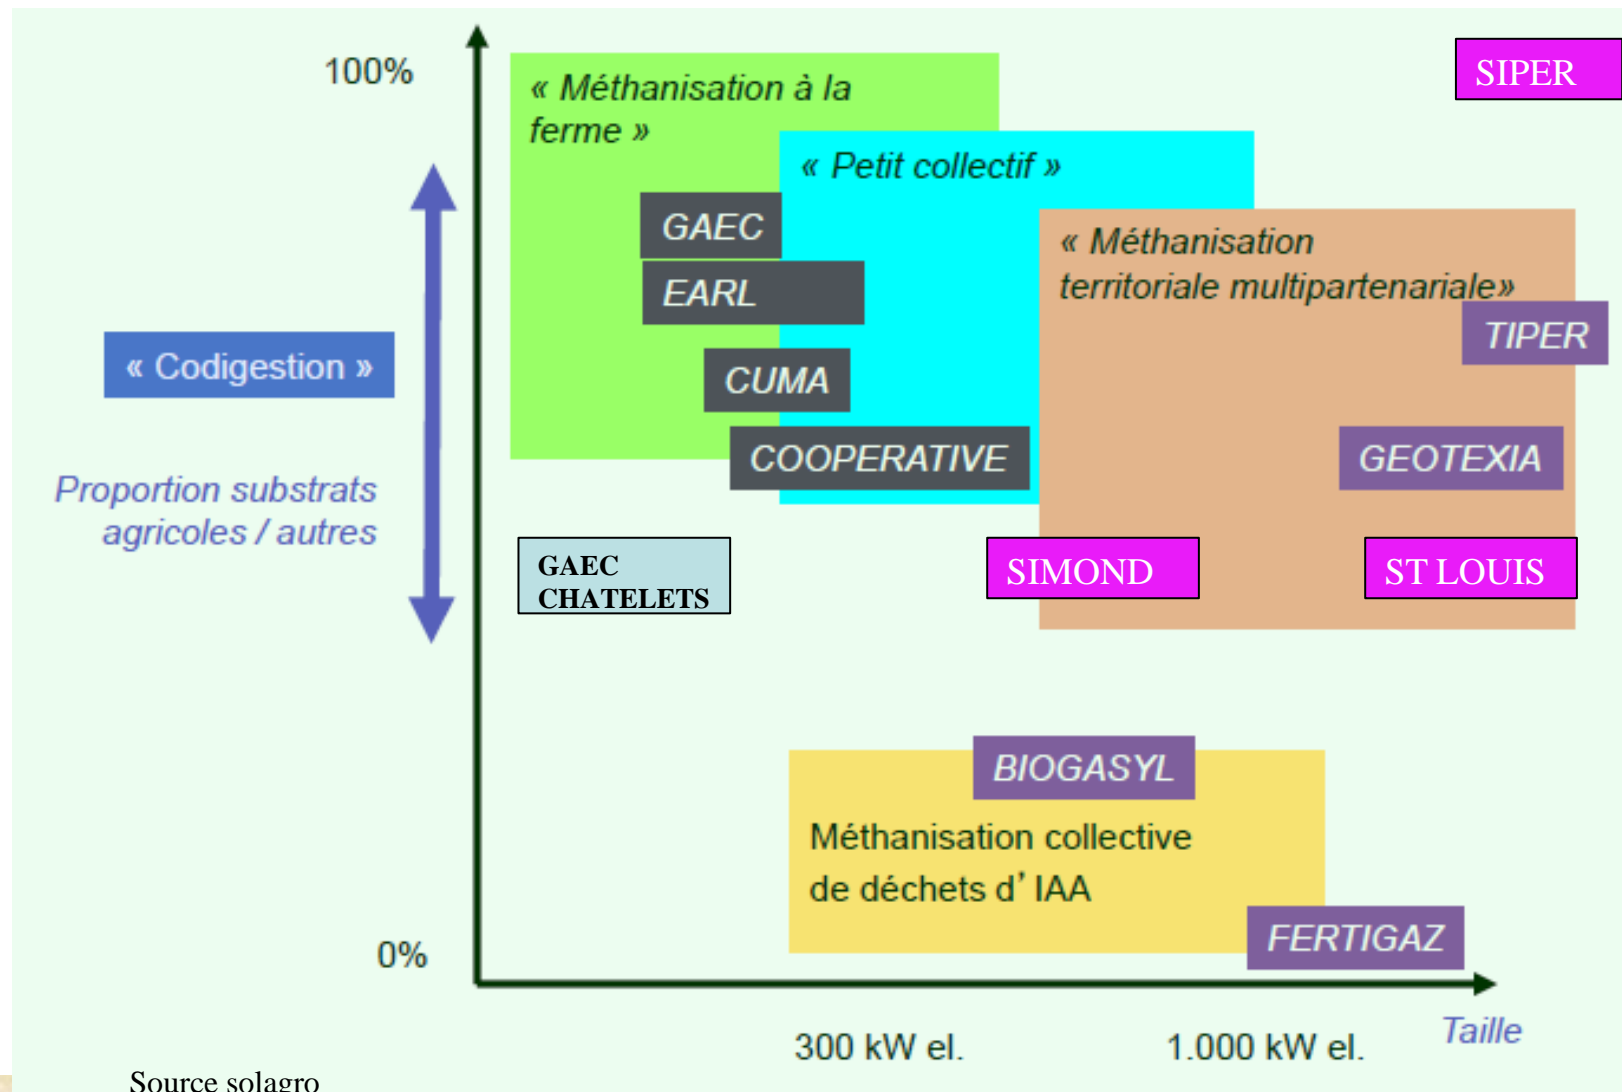 100%
« Méthanisation à la
ferme »
SIPER
« Petit collectif »
GAEC
EARL
« Méthanisation
territoriale multipartenariale»
TIPER
« Codigestion »
CUMA
COOPERATIVE
GEOTEXIA
Proportion substrats
agricoles / autres
GAEC
CHATELETS
SIMOND
ST LOUIS
BIOGASYL
Méthanisation collective
de déchets d’ IAA
FERTIGAZ
0%
300 kW el.
1.000 kW el.
Taille
Source solagro